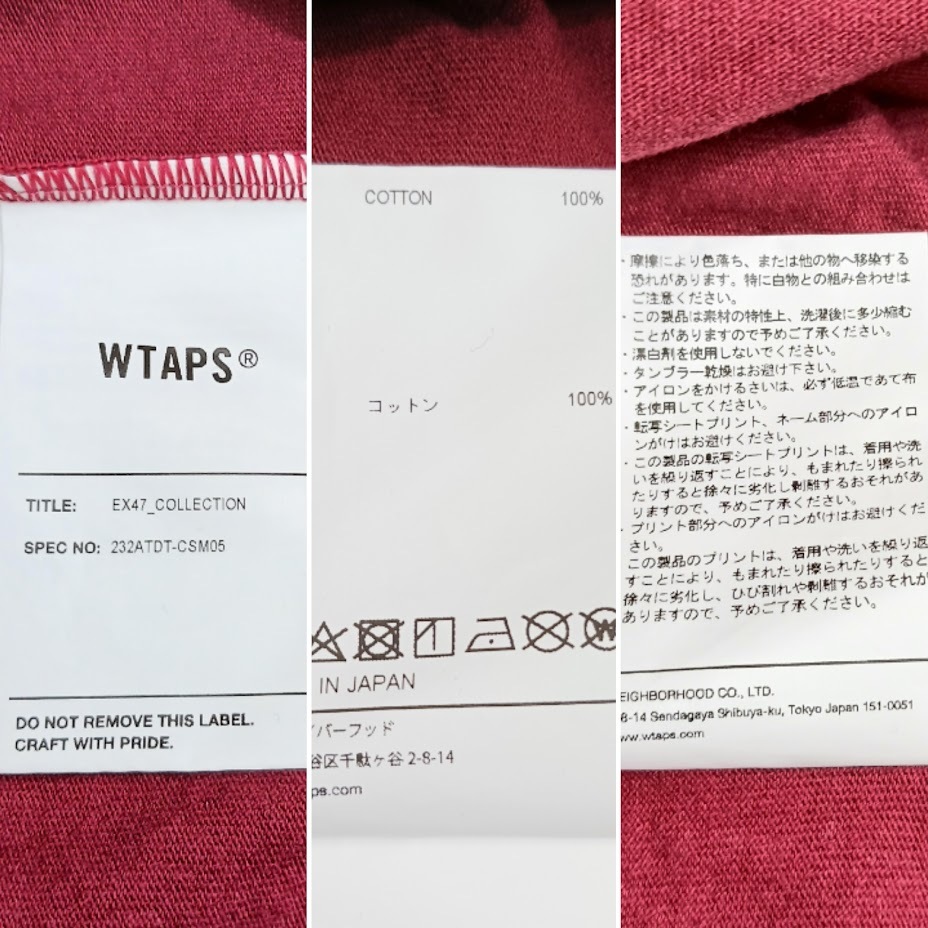 WTAPS®
TITLE: EX47_COLLECTION
SPEC NO: 232ATDT-CSM05
DO NOT REMOVE THIS LABEL.
CRAFT WITH PRIDE.
COTTON 100%
コットン 100%
IN JAPAN
バーフッド
谷区千駄ヶ谷 2-8-14
ps.com
・摩擦により色落ち、または他の物へ移染する
恐れがあります。特に白物との組み合わせは
ご注意ください。
・この製品は素材の特性上、洗濯後に多少縮む
ことがありますので予めご了承ください。
・漂白剤を使用しないでください。
・タンブラー乾燥はお避け下さい。
・アイロンをかけるさいは、必ず低温であて布
を使用してください。
・転写シートプリント、ネーム部分へのアイロ
ンがけはお避けください。
・この製品の転写シートプリントは、着用や洗
いを繰り返すことにより、もまれたり擦られ
たりすると徐々に劣化し剥離するおそれがあ
りますので、予めご了承ください。
・プリント部分へのアイロンがけはお避けくだ
さい。
この製品のプリントは、着用や洗いを繰り返
すことにより、もまれたり擦られたりすると
徐々に劣化し、ひび割れや剥離するおそれが
ありますので、予めご了承ください。
EIGHBORHOOD CO., LTD.
8-14 Sendagaya Shibuya-ku, Tokyo Japan 151-0051
www.wtaps.com